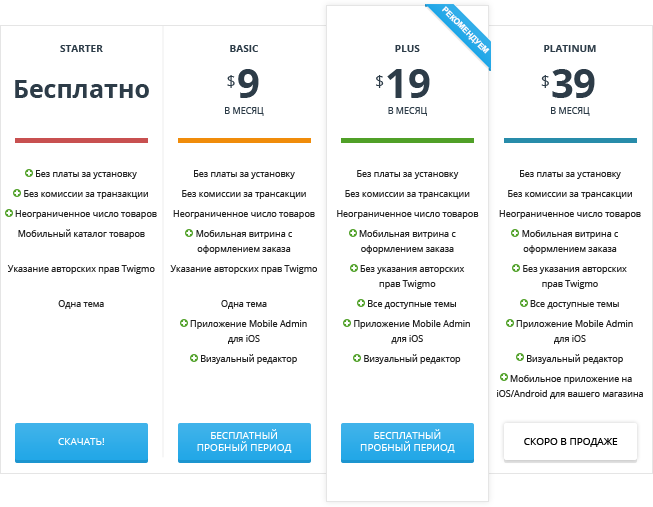 STARTER
Бесплатно
Без платы за установку
Без комиссии за транзакции
Неограниченное число товаров
Мобильный каталог товаров
Указание авторских прав Twigmo
Одна тема
СКАЧАТЬ!
BASIC
$9
В МЕСЯЦ
Без платы за установку
Без комиссии за трансакции
Неограниченное число товаров
Мобильная витрина с
оформлением заказа
Указание авторских прав Twigmo
Одна тема
Приложение Mobile Admin
для iOS
Визуальный редактор
БЕСПЛАТНЫЙ
ПРОБНЫЙ ПЕРИОД
РЕКОМЕНДУЕМ
PLUS
$19
В МЕСЯЦ
Без платы за установку
Без комиссии за трансакции
Неограниченное число товаров
Мобильная витрина с
оформлением заказа
Без указания авторских
прав Twigmo
Все доступные темы
Приложение Mobile Admin
для iOS
Визуальный редактор
БЕСПЛАТНЫЙ
ПРОБНЫЙ ПЕРИОД
PLATINUM
$39
В МЕСЯЦ
Без платы за установку
Без комиссии за трансакции
Неограниченное число товаров
Мобильная витрина с
оформлением заказа
Без указания авторских
прав Twigmo
Все доступные темы
Приложение Mobile Admin
для iOS
Визуальный редактор
Мобильное приложение на
iOS/Android для вашего магазина
СКОРО В ПРОДАЖЕ